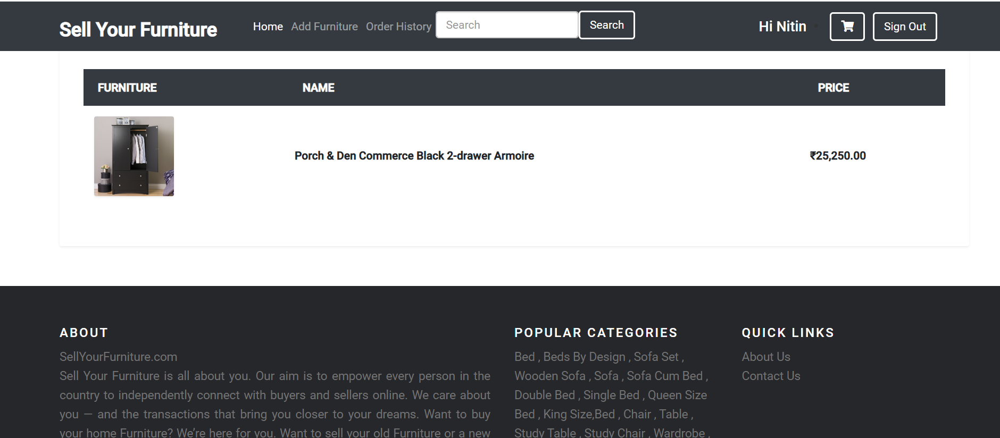 Sell Your Furniture
Home Add Furniture Order History Search Search
Hi Nitin Sign Out
FURNITURE NAME PRICE
Porch & Den Commerce Black 2-drawer Armoire ₹25,250.00
ABOUT
SellYourFurniture.com
Sell Your Furniture is all about you. Our aim is to empower every person in the
country to independently connect with buyers and sellers online. We care about
you — and the transactions that bring you closer to your dreams. Want to buy
your home Furniture? We’re here for you. Want to sell your old Furniture or a new
POPULAR CATEGORIES
Bed , Beds By Design , Sofa Set ,
Wooden Sofa , Sofa , Sofa Cum Bed ,
Double Bed , Single Bed , Queen Size
Bed , King Size,Bed , Chair , Table ,
Study Table , Study Chair , Wardrobe ,
QUICK LINKS
About Us
Contact Us